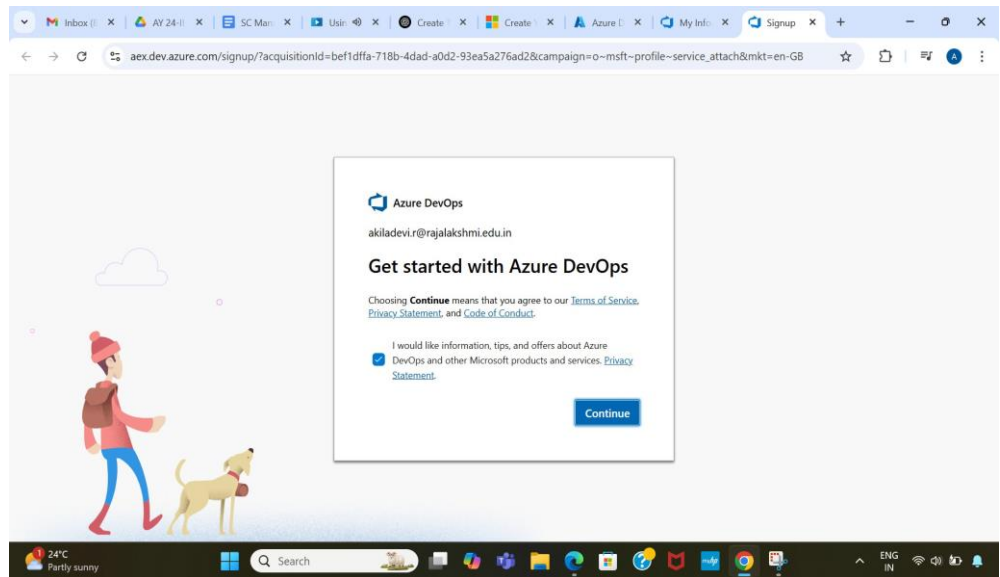 Inbox (
AY 24-
SC Man
Usin
Create
Create
Azure
My Info
Signup
aex.dev.azure.com/signup/?acquisitionId=bef1dffa-718b-4dad-a0d2-93ea5a276ad2&campaign=o~msft~profile~service_attach&mkt=en-GB
A
Azure DevOps
akiladevi.r@rajalakshmi.edu.in
Get started with Azure DevOps
Choosing Continue means that you agree to our Terms of Service,
Privacy Statement, and Code of Conduct.
I would like information, tips, and offers about Azure
DevOps and other Microsoft products and services. Privacy
Statement.
Continue
1
24°C
Partly sunny
Search
ENG
IN